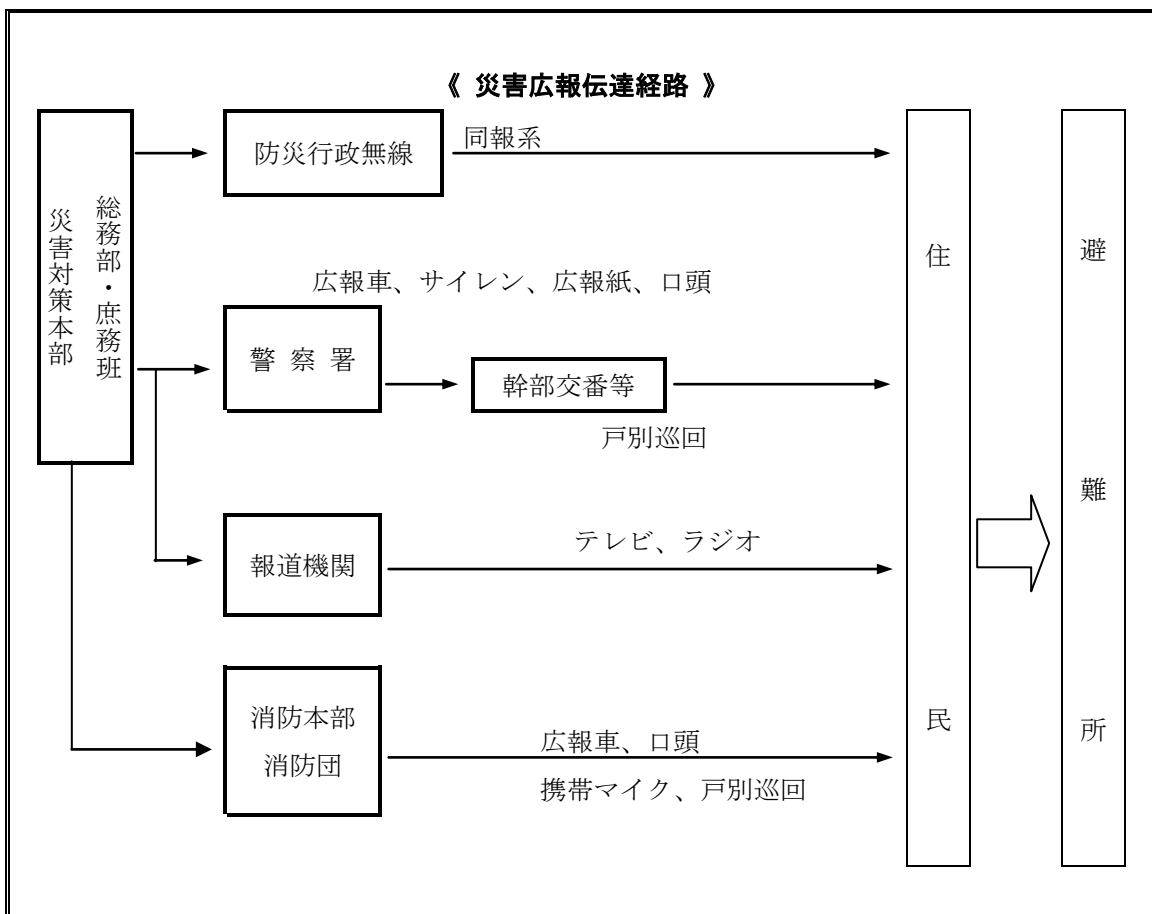 《 災害広報伝達経路 》
災害対策本部
総務部・庶務班
防災行政無線
同報系
広報車、サイレン、広報紙、口頭
警 察 署
幹部交番等
戸別巡回
報道機関
テレビ、ラジオ
消防本部
消防団
広報車、口頭
携帯マイク、戸別巡回
住民
避難所